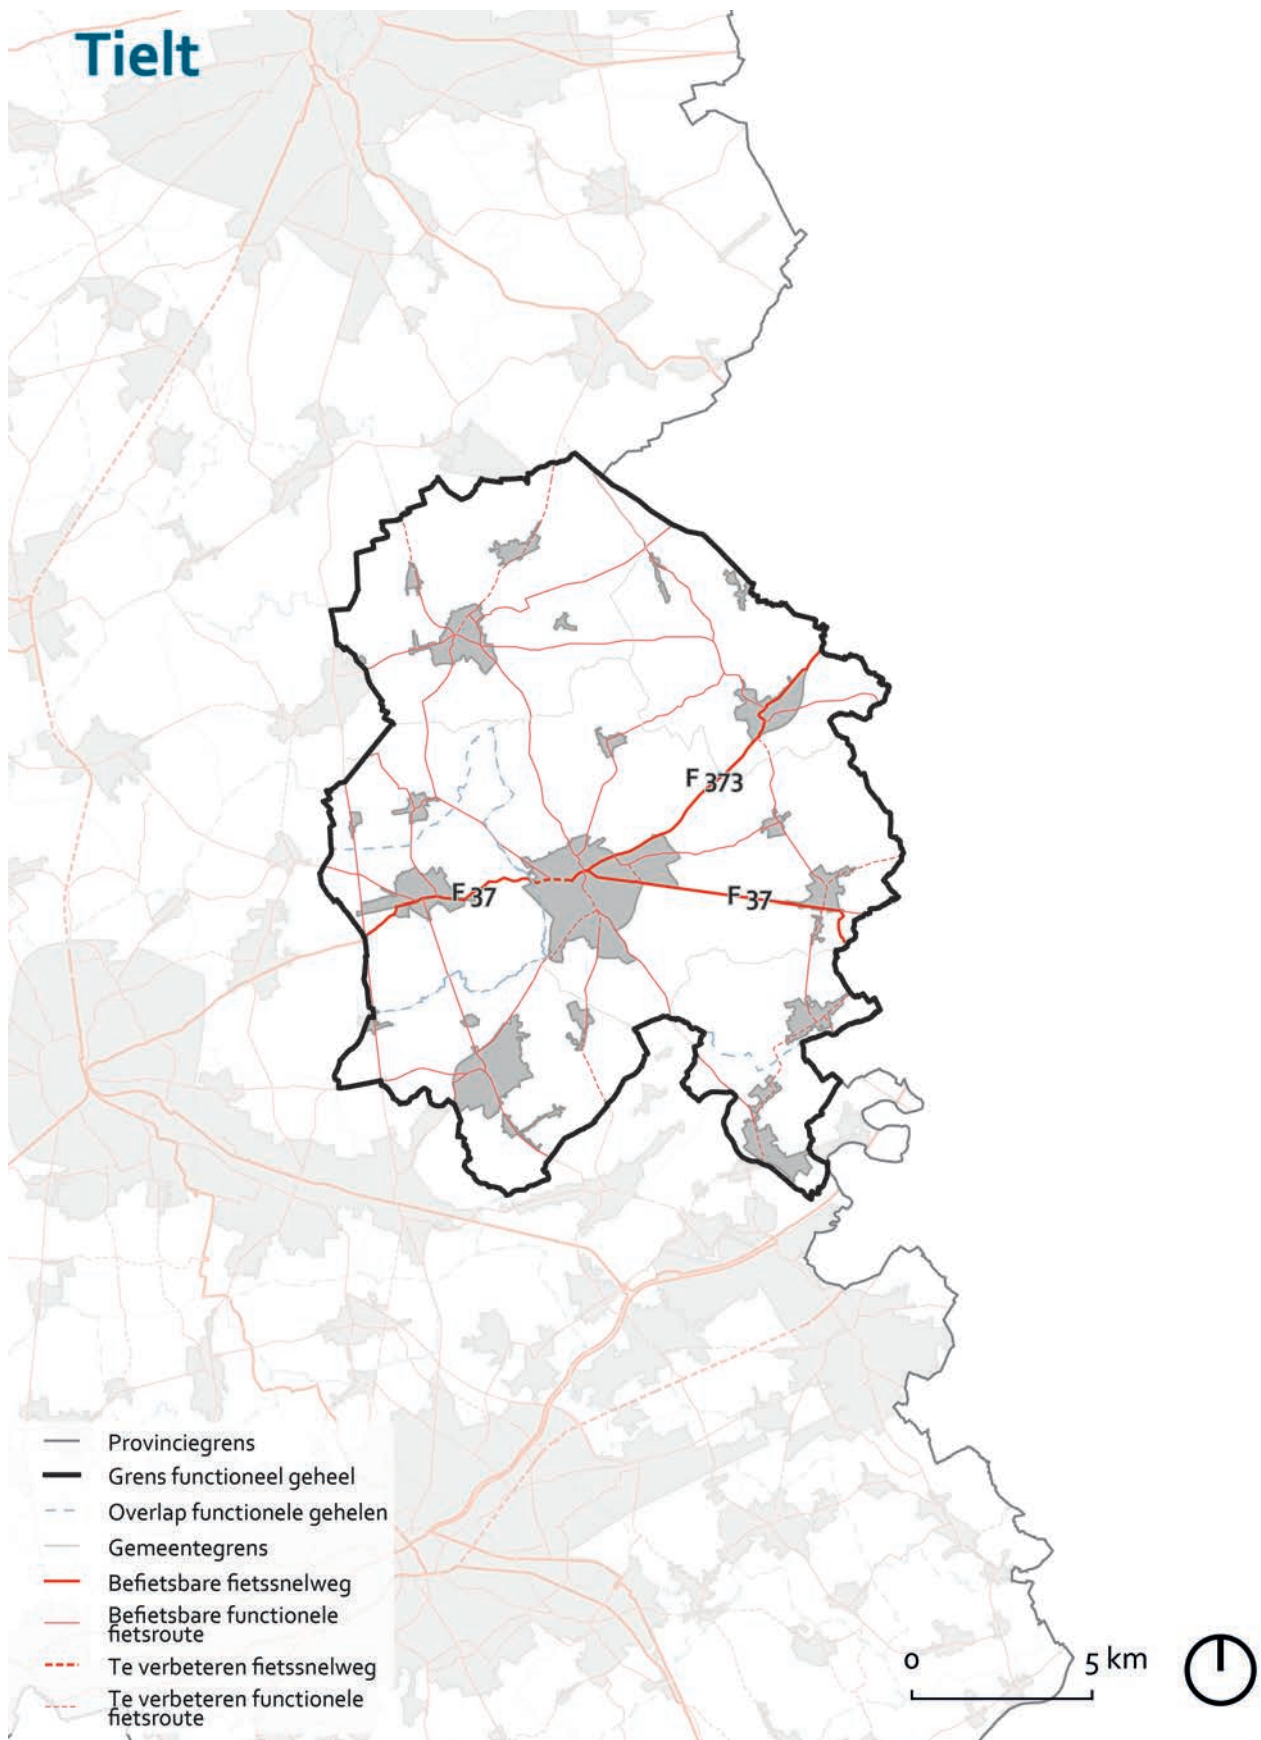 Tielt
F 373
F 37
F 37
Provinciegrens
Grens functioneel geheel
Overlap functionele gehelen
Gemeentegrens
Befietsbare fietssnelweg
Befietsbare functionele
fietsroute
Te verbeteren fietssnelweg
Te verbeteren functionele
fietsroute
0 5 km